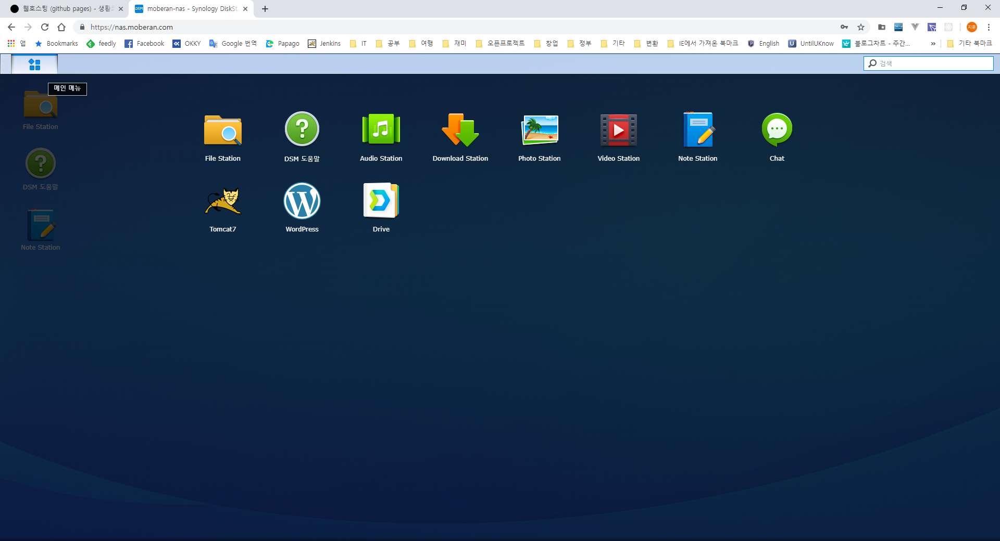 웹호스팅 (github pages) - 생활코
moberan-nas - Synology DiskSt
https://nas.moberan.com
지훈
앱
Bookmarks
feedly
Facebook
OKKY
Google 번역
Papago
Jenkins
IT
공부
여행
재미
오픈프로젝트
창업
정부
기타
변환
IE에서 가져온 북마크
English
UntilUKnow
블로그차트 - 주간...
»
기타 북마크
검색
메인 메뉴
File Station
DSM 도움말
Note Station
File Station
DSM 도움말
Audio Station
Download Station
Photo Station
Video Station
Note Station
Chat
Tomcat7
WordPress
Drive